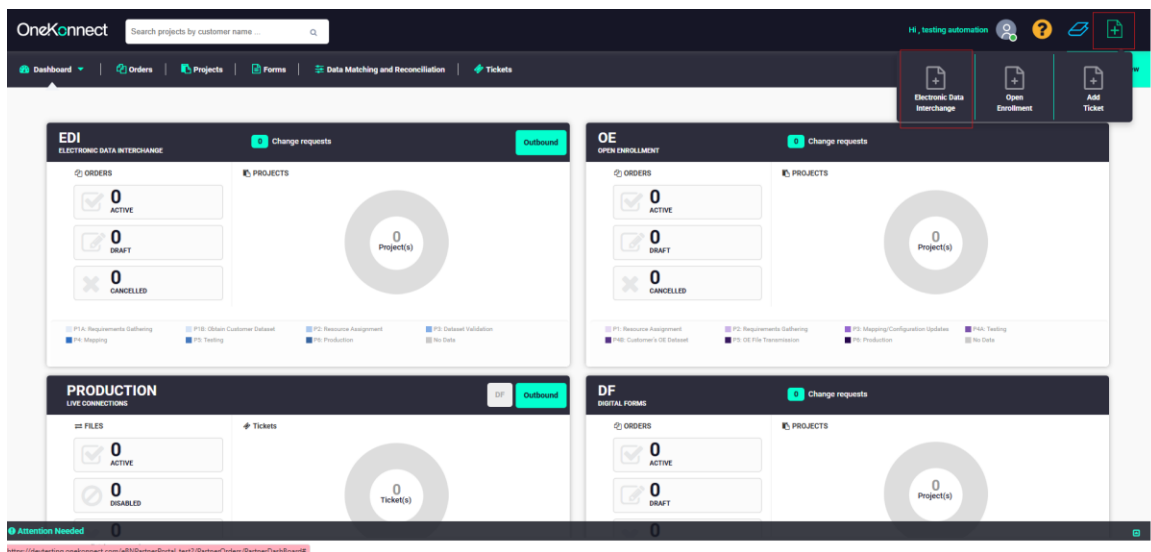 OneKonnect
Search projects by customer name ...
Hi , testing automation
Dashboard
Orders
Projects
Forms
Data Matching and Reconciliation
Tickets
Electronic Data
Interchange
Open
Enrollment
Add
Ticket
EDI
ELECTRONIC DATA INTERCHANGE
0 Change requests
Outbound
ORDERS
PROJECTS
0
ACTIVE
0
DRAFT
0
CANCELLED
0
Project(s)
P1A: Requirements Gathering
P1B: Obtain Customer Dataset
P2: Resource Assignment
P3: Dataset Validation
P4: Mapping
P5: Testing
P6: Production
No Data
OE
OPEN ENROLLMENT
0 Change requests
ORDERS
PROJECTS
0
ACTIVE
0
DRAFT
0
CANCELLED
0
Project(s)
P1: Resource Assignment
P2: Requirements Gathering
P3: Mapping/Configuration Updates
P4A: Testing
P4B: Customer's OE Dataset
P5: OE File Transmission
P6: Production
No Data
PRODUCTION
LIVE CONNECTIONS
DF
Outbound
FILES
Tickets
0
ACTIVE
0
DISABLED
0
0
Ticket(s)
DF
DIGITAL FORMS
0 Change requests
ORDERS
PROJECTS
0
ACTIVE
0
DRAFT
0
0
Project(s)
Attention Needed